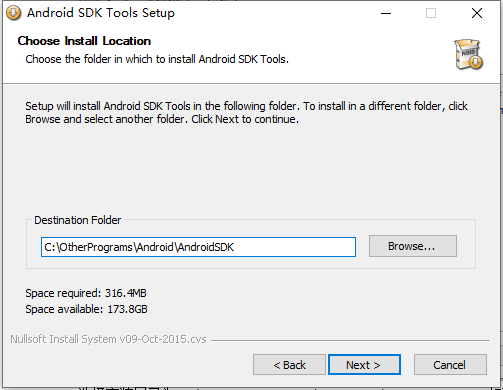 Android SDK Tools Setup
Choose Install Location
Choose the folder in which to install Android SDK Tools.
Setup will install Android SDK Tools in the following folder. To install in a different folder, click
Browse and select another folder. Click Next to continue.
Destination Folder
C:\OtherPrograms\Android\AndroidSDK
Browse...
Space required: 316.4MB
Space available: 173.8GB
Nullsoft Install System v09-Oct-2015.cvs
< Back
Next >
Cancel